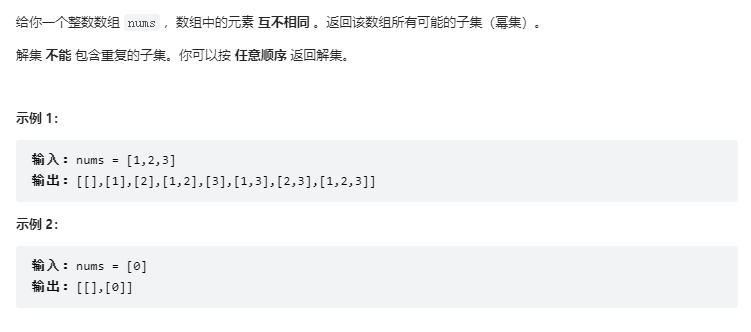 给你一个整数数组 nums ，数组中的元素 互不相同 。返回该数组所有可能的子集（幂集）。
解集 不能 包含重复的子集。你可以按 任意顺序 返回解集。
示例 1：
输入：nums = [1,2,3]
输出：[[],[1],[2],[1,2],[3],[1,3],[2,3],[1,2,3]]
示例 2：
输入：nums = [0]
输出：[[],[0]]